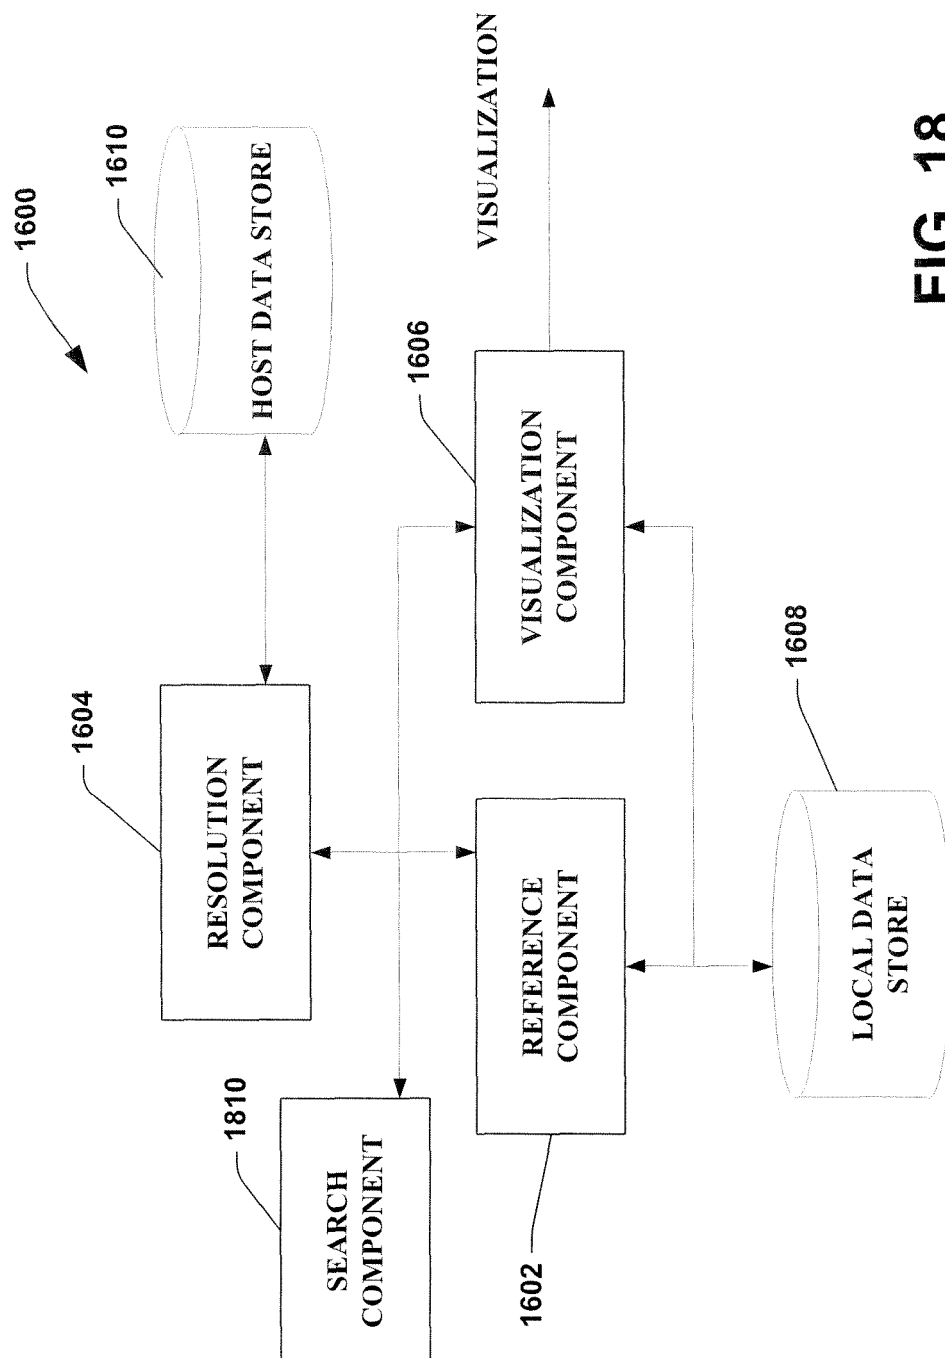 1600
1610
HOST DATA STORE
1604
RESOLUTION
COMPONENT
1810
SEARCH
COMPONENT
VISUALIZATION
1606
VISUALIZATION
COMPONENT
REFERENCE
COMPONENT
1602
1608
LOCAL DATA
STORE
FIG. 18